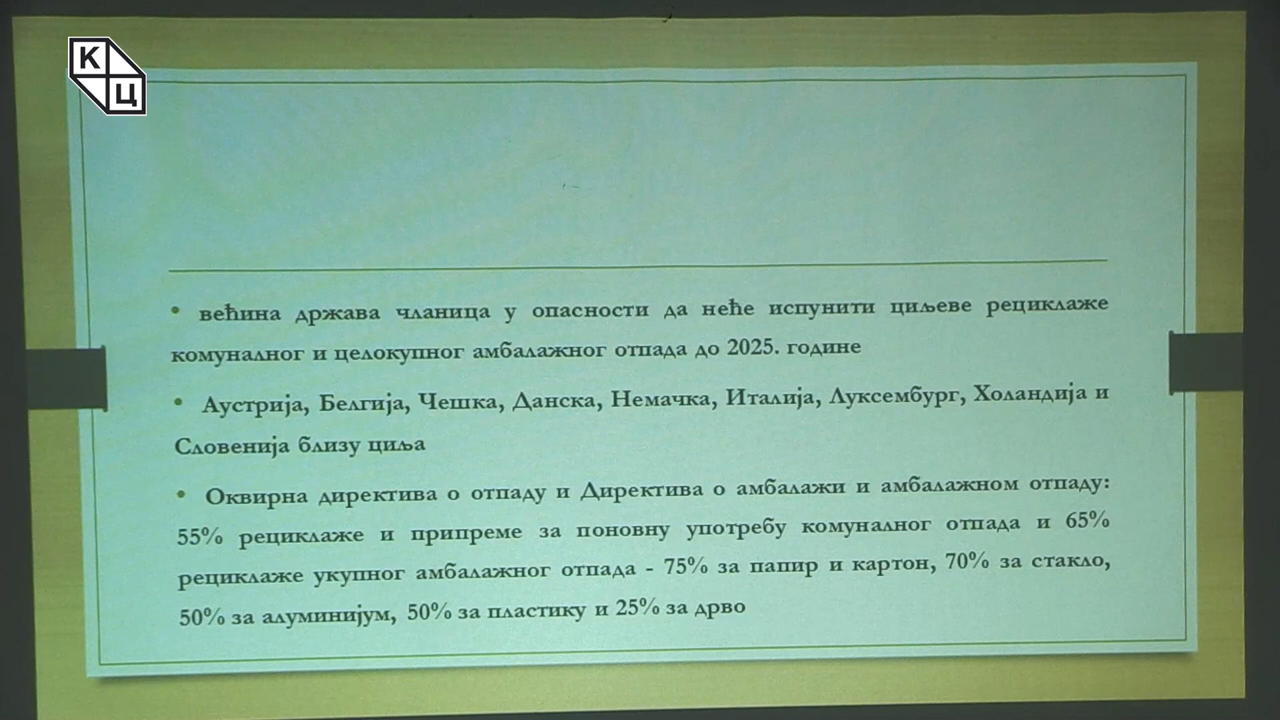 К
Ц
• већина држава чланица у опасности да неће испунити циљеве рециклаже
комуналног и целокупног амбалажног отпада до 2025. године
• Аустрија, Белгија, Чешка, Данска, Немачка, Италија, Луксембург, Холандија и
Словенија близу циља
• Оквирна директива о отпаду и Директива о амбалажи и амбалажном отпаду:
55% рециклаже и припреме за поновну употребу комуналног отпада и 65%
рециклаже укупног амбалажног отпада - 75% за папир и картон, 70% за стакло,
50% за алуминијум, 50% за пластику и 25% за дрво